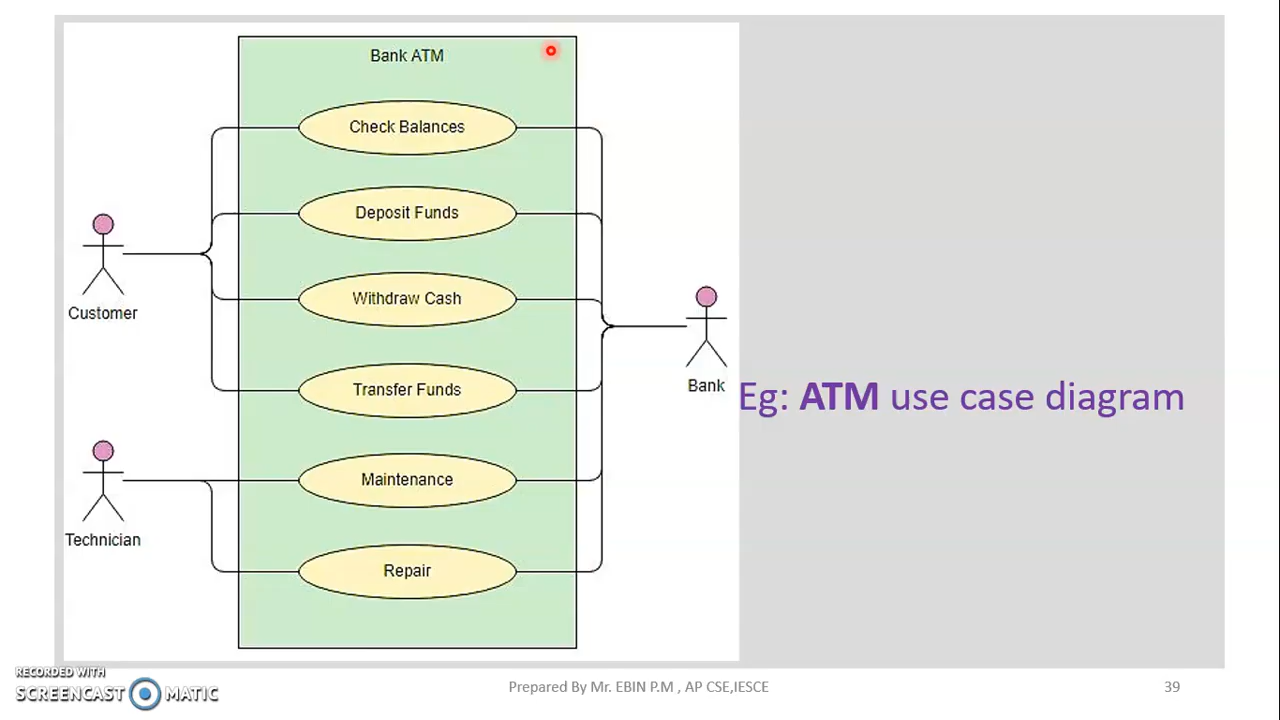 Bank ATM
Check Balances
Deposit Funds
Withdraw Cash
Transfer Funds
Maintenance
Repair
Customer
Technician
Bank
Eg: ATM use case diagram
RECORDED WITH
SCREENCAST MATIC
Prepared By Mr. EBIN P.M , AP CSE,IESCE
39